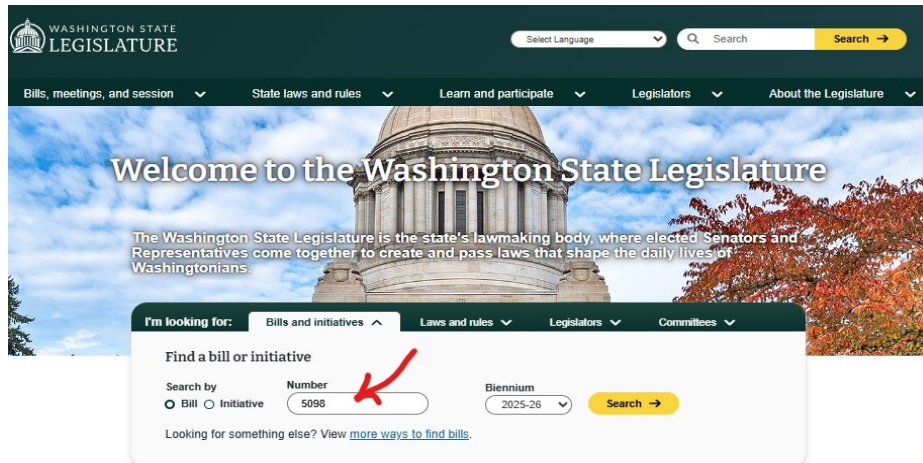 WASHINGTON STATE
LEGISLATURE
Select Language
Search
Search →
Bills, meetings, and session
State laws and rules
Learn and participate
Legislators
About the Legislature
Welcome to the Washington State Legislature
The Washington State Legislature is the state's lawmaking body, where elected Senators and
Representatives come together to create and pass laws that shape the daily lives of
Washingtonians.
I'm looking for:
Bills and initiatives
Laws and rules
Legislators
Committees
Find a bill or initiative
Search by
Number
Biennium
Bill
Initiative
5098
2025-26
Search →
Looking for something else? View more ways to find bills.